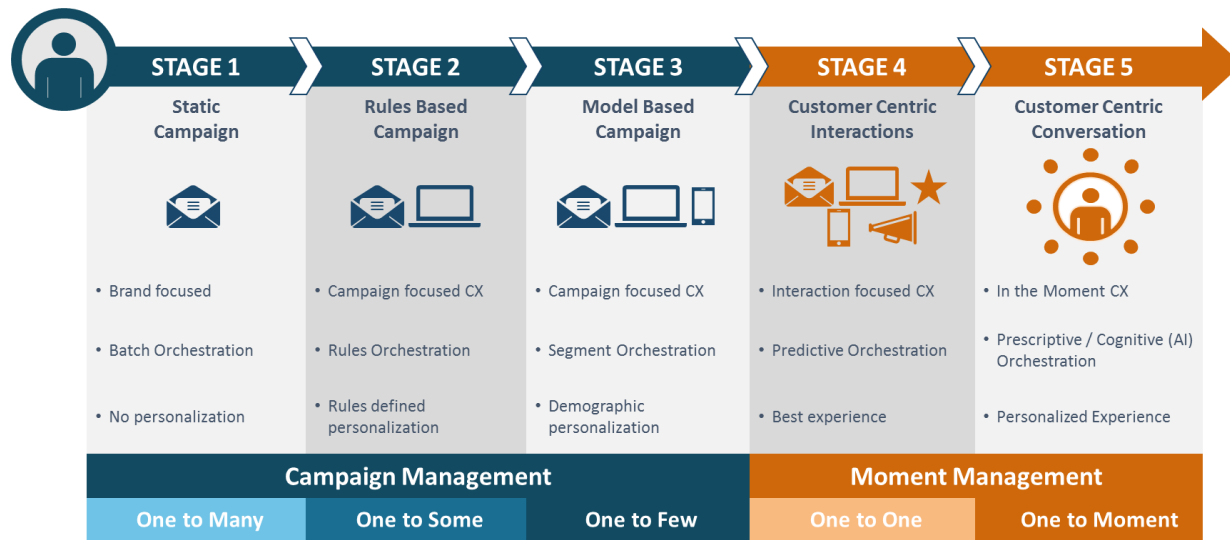 STAGE 1
STAGE 2
STAGE 3
STAGE 4
STAGE 5
Static
Campaign
Rules Based
Campaign
Model Based
Campaign
Customer Centric
Interactions
Customer Centric
Conversation
• Brand focused
• Campaign focused CX
• Campaign focused CX
• Interaction focused CX
• In the Moment CX
• Batch Orchestration
• Rules Orchestration
• Segment Orchestration
• Predictive Orchestration
• Prescriptive / Cognitive (AI)
Orchestration
• No personalization
• Rules defined
personalization
• Demographic
personalization
• Best experience
• Personalized Experience
Campaign Management
Moment Management
One to Many
One to Some
One to Few
One to One
One to Moment